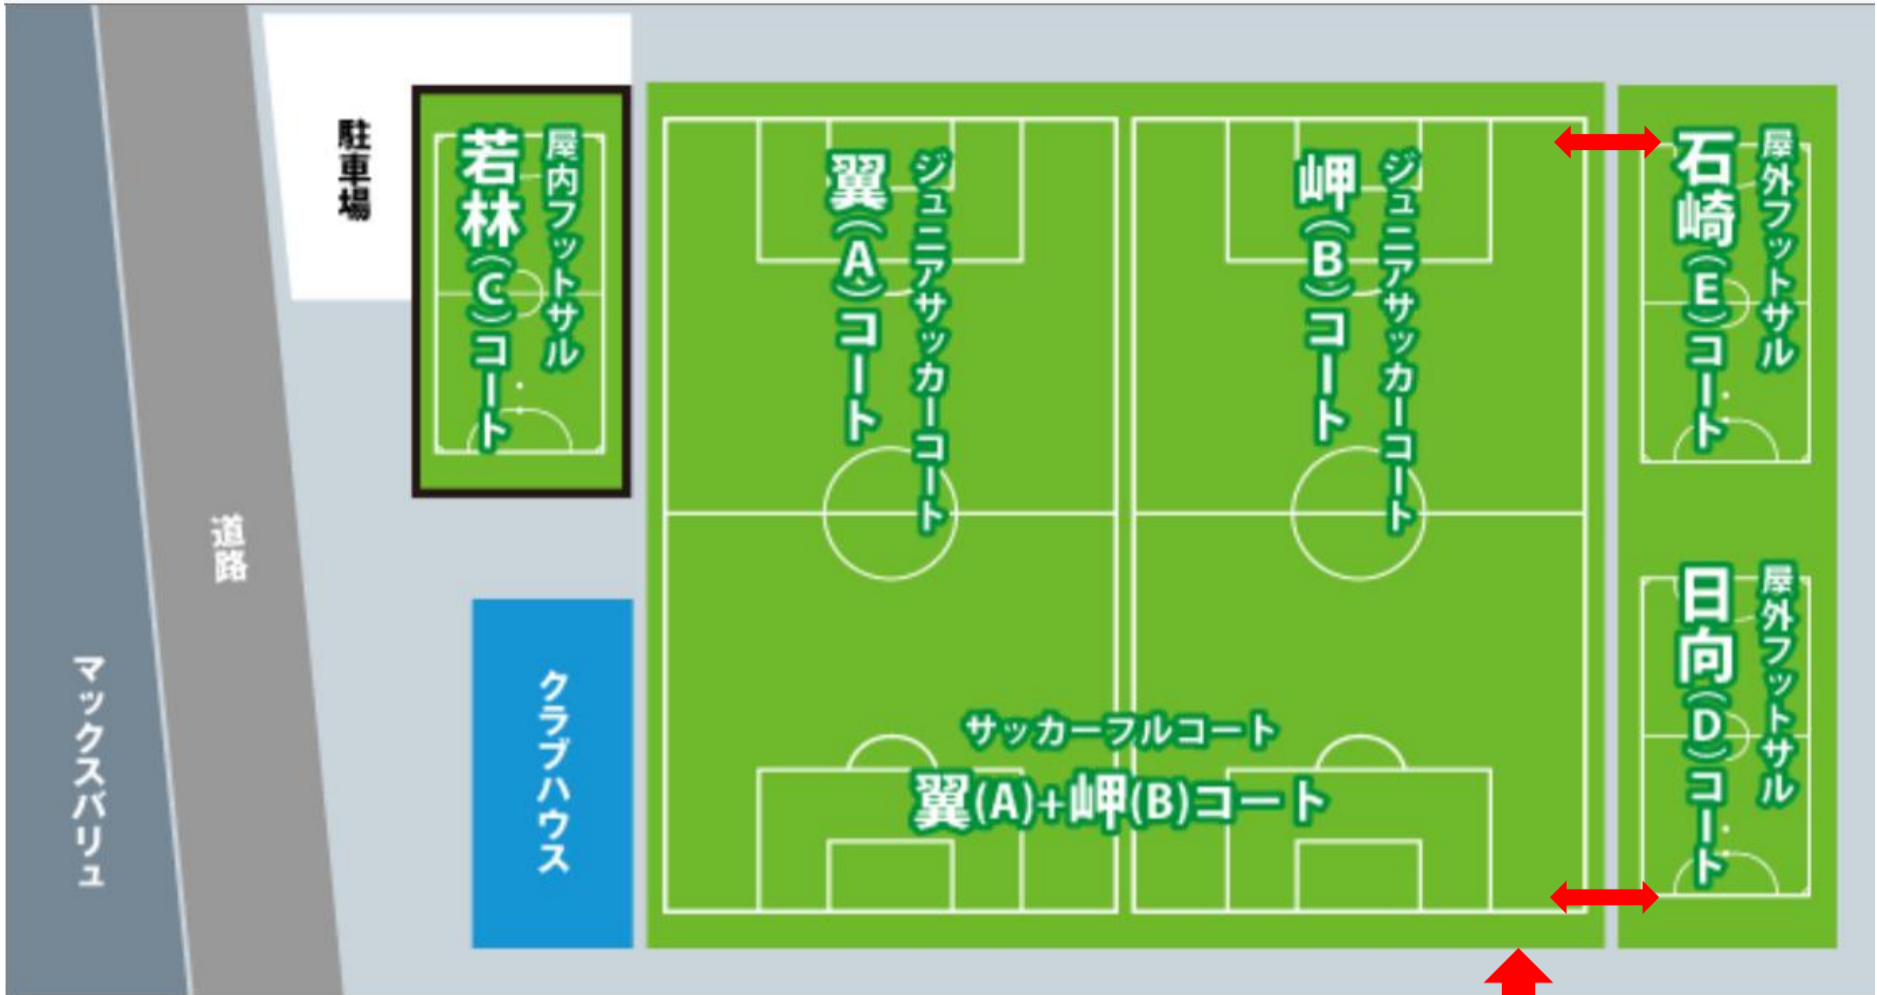 マックスバリュ
道路
駐車場
屋内フットサル
若林(C)コート
クラブハウス
ジュニアサッカーコート
翼(A)コート
ジュニアサッカーコート
岬(B)コート
サッカーフルコート
翼(A)+岬(B)コート
屋外フットサル
石崎(E)コート
屋外フットサル
日向(D)コート